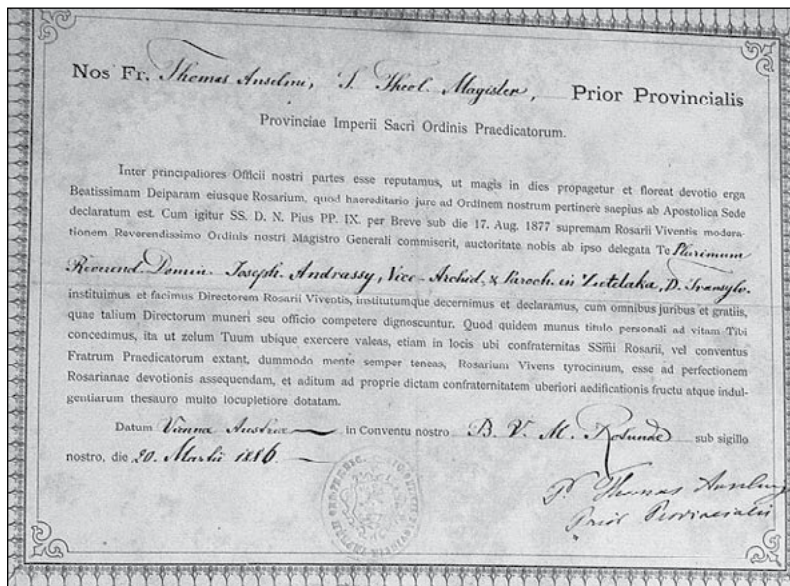 Nos Fr. Thomas Anselmi, S. Theol. Magister, Prior Provincialis
Provinciae Imperii Sacri Ordinis Praedicatorum.
Inter principaliores Officii nostri partes esse reputamus, ut magis in dies propagetur et floreat devotio erga
Beatissimam Deiparam eiusque Rosarium, quod haereditario jure ad Ordinem nostrum pertinere saepius ab Apostolica Sede
declaratum est. Cum igitur SS. D. N. Pius PP. IX. per Breve sub die 17. Aug. 1877 supremam Rosarii Viventis modera-
tionem Reverendissimo Ordinis nostri Magistro Generali commiserit, auctoritate nobis ab ipso delegata Te Plurimum
Reverend. Domin. Joseph. Andrassy, Vice-Archid. & Paroch. in Zetelaka, D. Transylv.
instituimus et facimus Directorem Rosarii Viventis, institutumque decernimus et declaramus, cum omnibus juribus et gratiis,
quae talium Directorum muneri seu officio competere dignoscuntur. Quod quidem munus titulo personali ad vitam Tibi
concedimus, ita ut zelum Tuum ubique exercere valeas, etiam in locis ubi confraternitas SSmi Rosarii, vel conventus
Fratrum Praedicatorum extant, dummodo mente semper teneas, Rosarium Vivens tyrocinium, esse ad perfectionem
Rosarianae devotionis assequendam, et aditum ad proprie dictam confraternitatem uberiori aedificationis fructu atque indul-
gentiarum thesauro multo locupletiore dotatam.
Datum Vienna Austriae in Conventu nostro B. V. M. Rotundae sub sigillo
nostro, die 20. Martii 1886.
P. Thomas Anselmi
Prior Provincialis